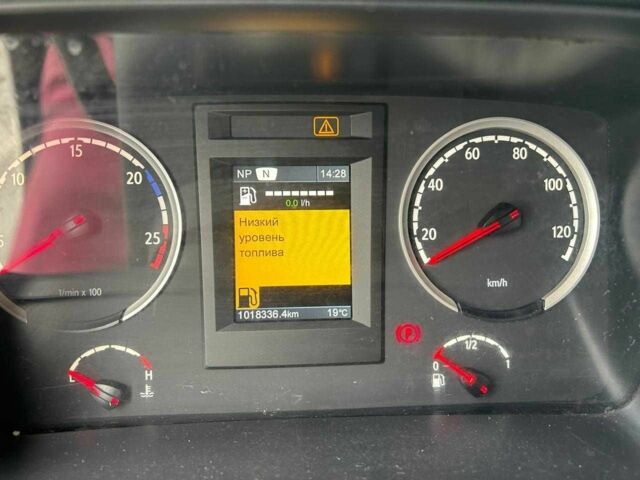 15
10
20
5
25
1/min x 100
L H
NP N 14:28
0.0 l/h
Низкий
уровень
топлива
1018336.4km 19°C
60 80
40 100
20 120
km/h
P
0 1/2 1